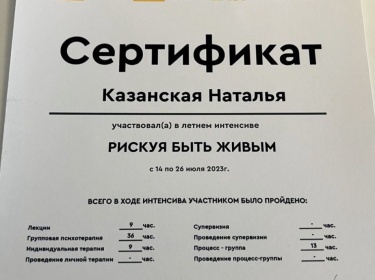 Сертификат
Казанская Наталья
участвовал(а) в летнем интенсиве
РИСКУЯ БЫТЬ ЖИВЫМ
с 14 по 26 июля 2023г.
ВСЕГО В ХОДЕ ИНТЕНСИВА УЧАСТНИКОМ БЫЛО ПРОЙДЕНО:
Лекции 9 час.
Групповая психотерапия 36 час.
Индивидуальная терапия 9 час.
Проведение личной терапии - час.
Супервизия - час.
Проведение супервизии - час.
Процесс - группа 13 час.
Проведение процесс-группы - час.